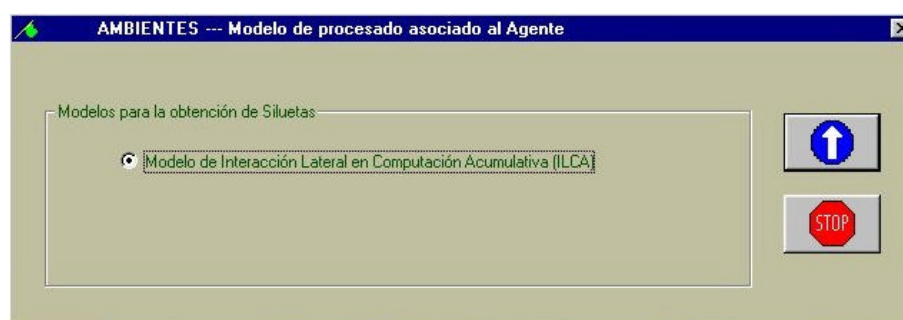 AMBIENTES --- Modelo de procesado asociado al Agente
Modelos para la obtención de Siluetas
Modelo de Interacción Lateral en Computación Acumulativa (ILCA)
STOP